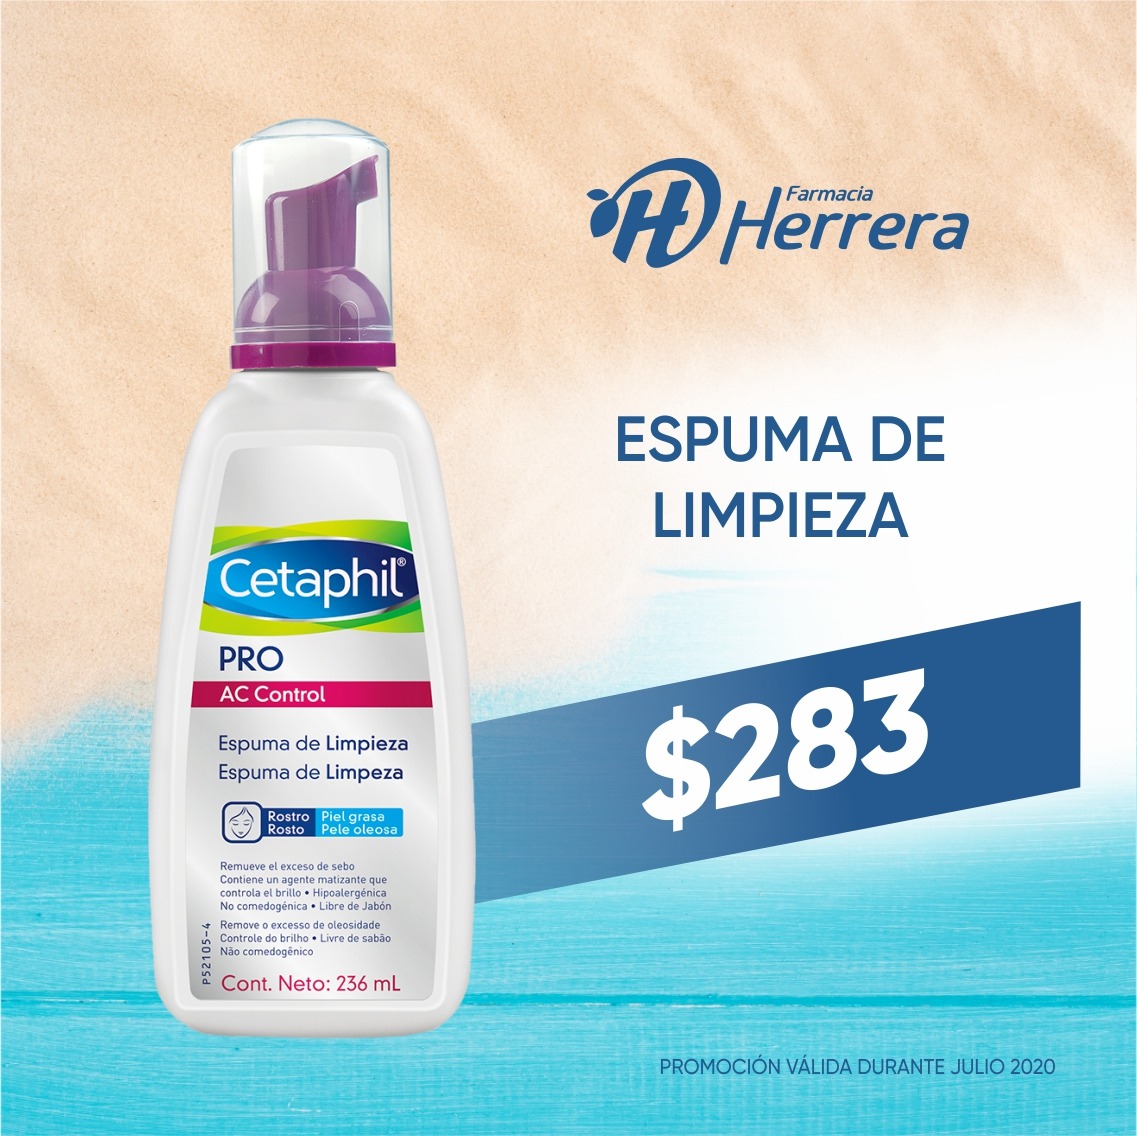 Farmacia
Herrera
ESPUMA DE
LIMPIEZA
$283
Cetaphil®
PRO
AC Control
Espuma de Limpieza
Espuma de Limpeza
Rostro Piel grasa
Rosto Pele oleosa
Remueve el exceso de sebo
Contiene un agente matizante que
controla el brillo • Hipoalergénica
No comedogénica • Libre de Jabón
Remove o excesso de oleosidade
Controle do brilho • Livre de sabão
Não comedogênico
P52105-4
Cont. Neto: 236 mL
PROMOCIÓN VÁLIDA DURANTE JULIO 2020